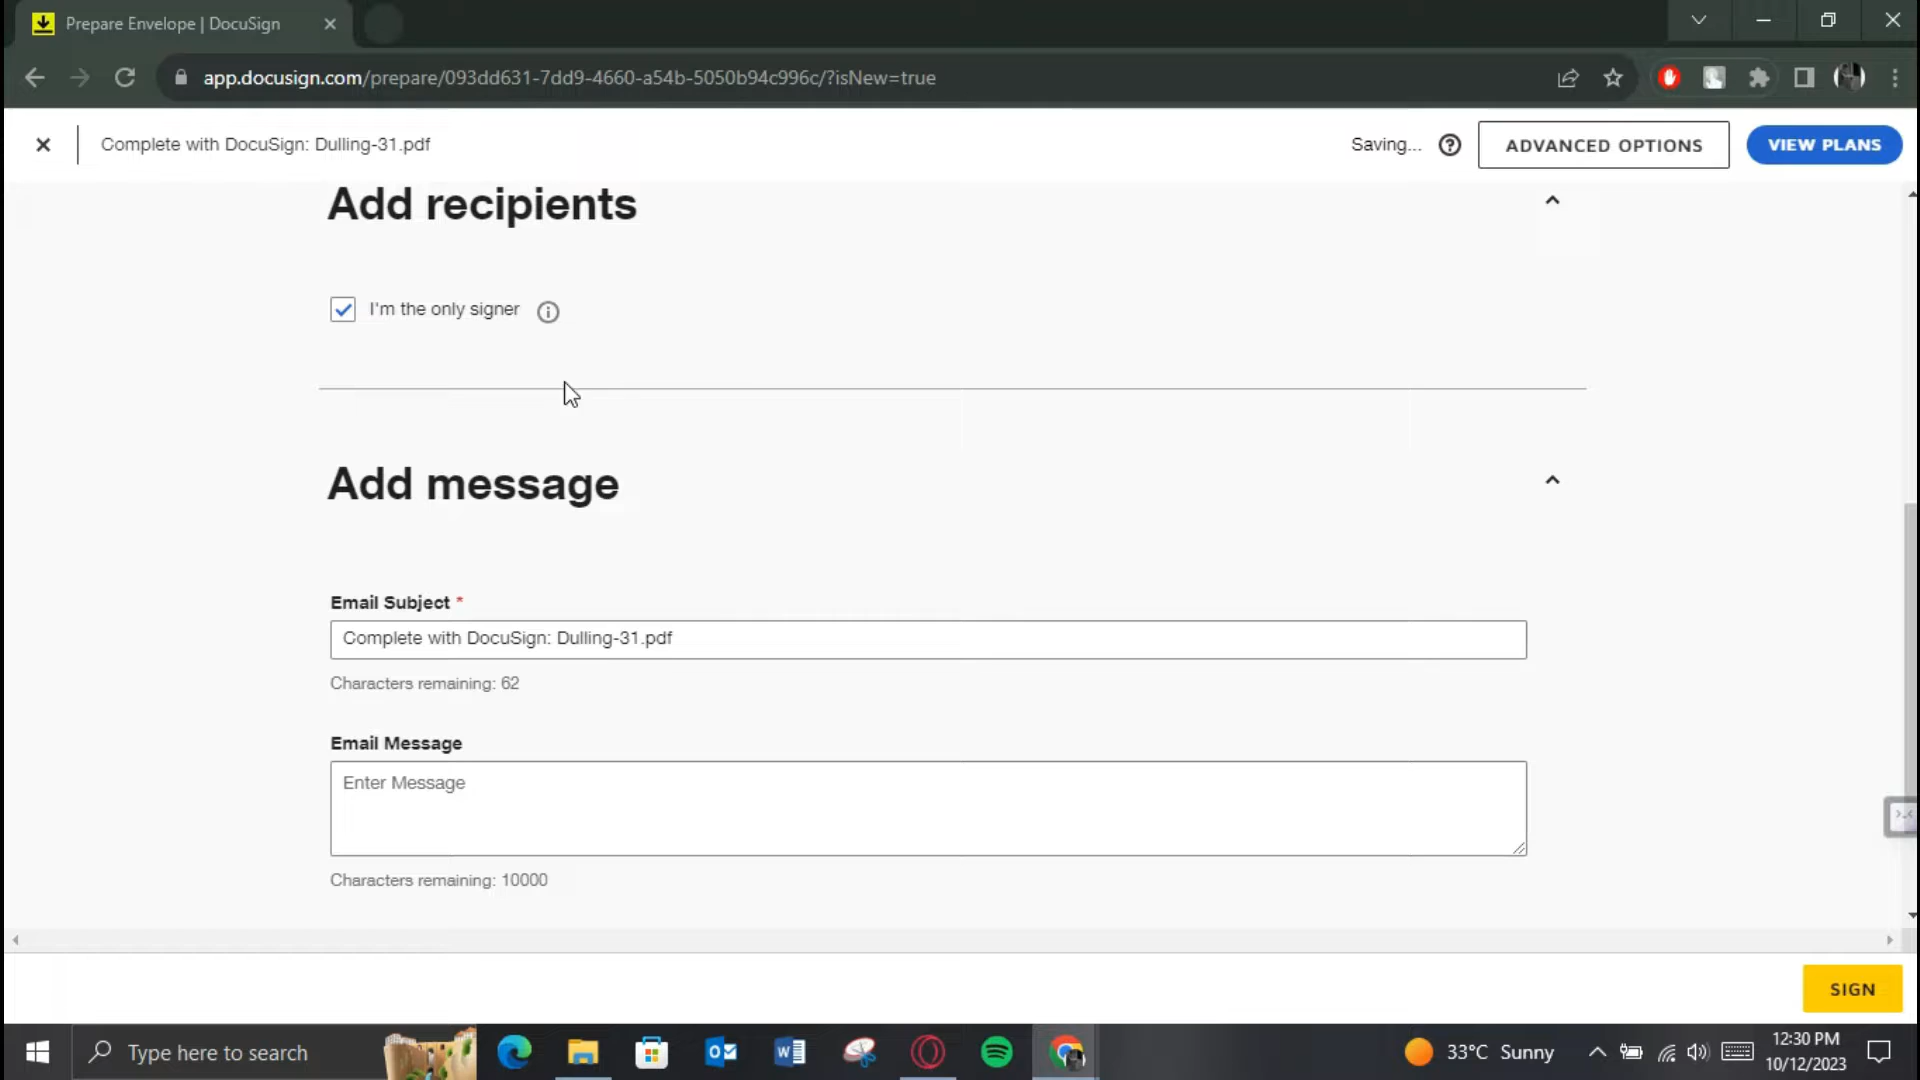 Prepare Envelope | DocuSign
app.docusign.com/prepare/093dd631-7dd9-4660-a54b-5050b94c996c/?isNew=true
Complete with DocuSign: Dulling-31.pdf
Saving...
ADVANCED OPTIONS
VIEW PLANS
Add recipients
I'm the only signer
Add message
Email Subject *
Complete with DocuSign: Dulling-31.pdf
Characters remaining: 62
Email Message
Enter Message
Characters remaining: 10000
SIGN
Type here to search
33°C Sunny
12:30 PM
10/12/2023